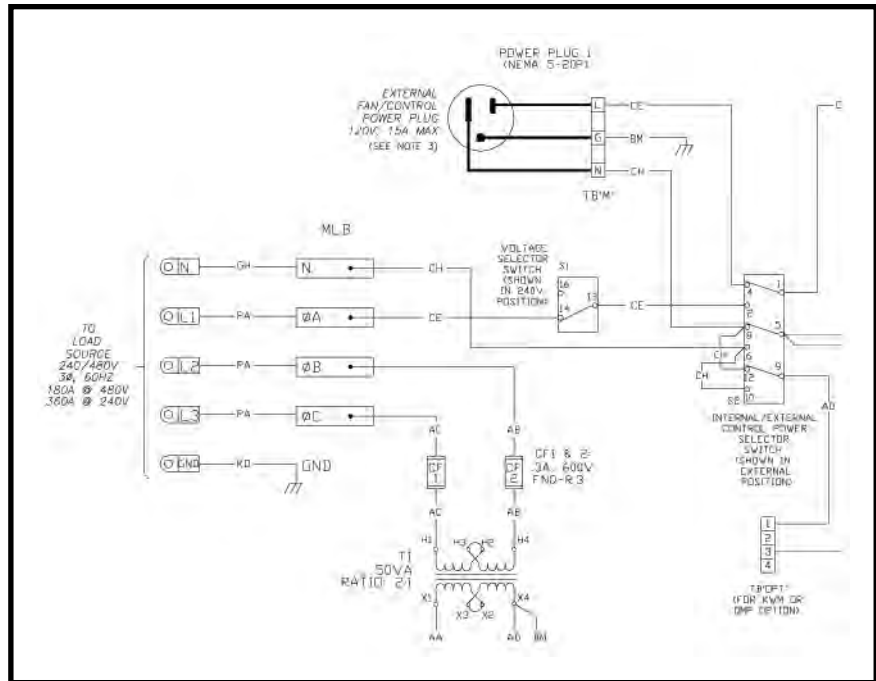 POWER PLUG 1
(NEMA 5-20P)
EXTERNAL
FAN/CONTROL
POWER PLUG
120V, 15A MAX
(SEE NOTE 3)
L
CE
G
BM
N
CH
TB'M'
C
MLB
VOLTAGE
SELECTOR
SWITCH
(SHOWN
IN 240V
POSITION)
S1
16
13
14
CE
N
GH
N
CH
L1
PA
ØA
CE
L2
PA
ØB
L3
PA
ØC
GND
KD
GND
TO
LOAD
SOURCE
240/480V
3Ø, 60HZ
180A @ 480V
360A @ 240V
4
1
2
8
5
6
12
9
10
CH
CH
AD
INTERNAL/EXTERNAL
CONTROL POWER
SELECTOR
SWITCH
(SHOWN IN
EXTERNAL
POSITION)
AC
AB
CF
1
CF
2
CF1 & 2
3A, 600V
FNQ-R3
AC
AB
H1
H3
H2
H4
T1
50VA
RATIO: 2:1
X1
X3
X2
X4
AA
AD
BM
1
2
3
4
TB'OPT'
(FOR KWM OR
DMP OPTION)